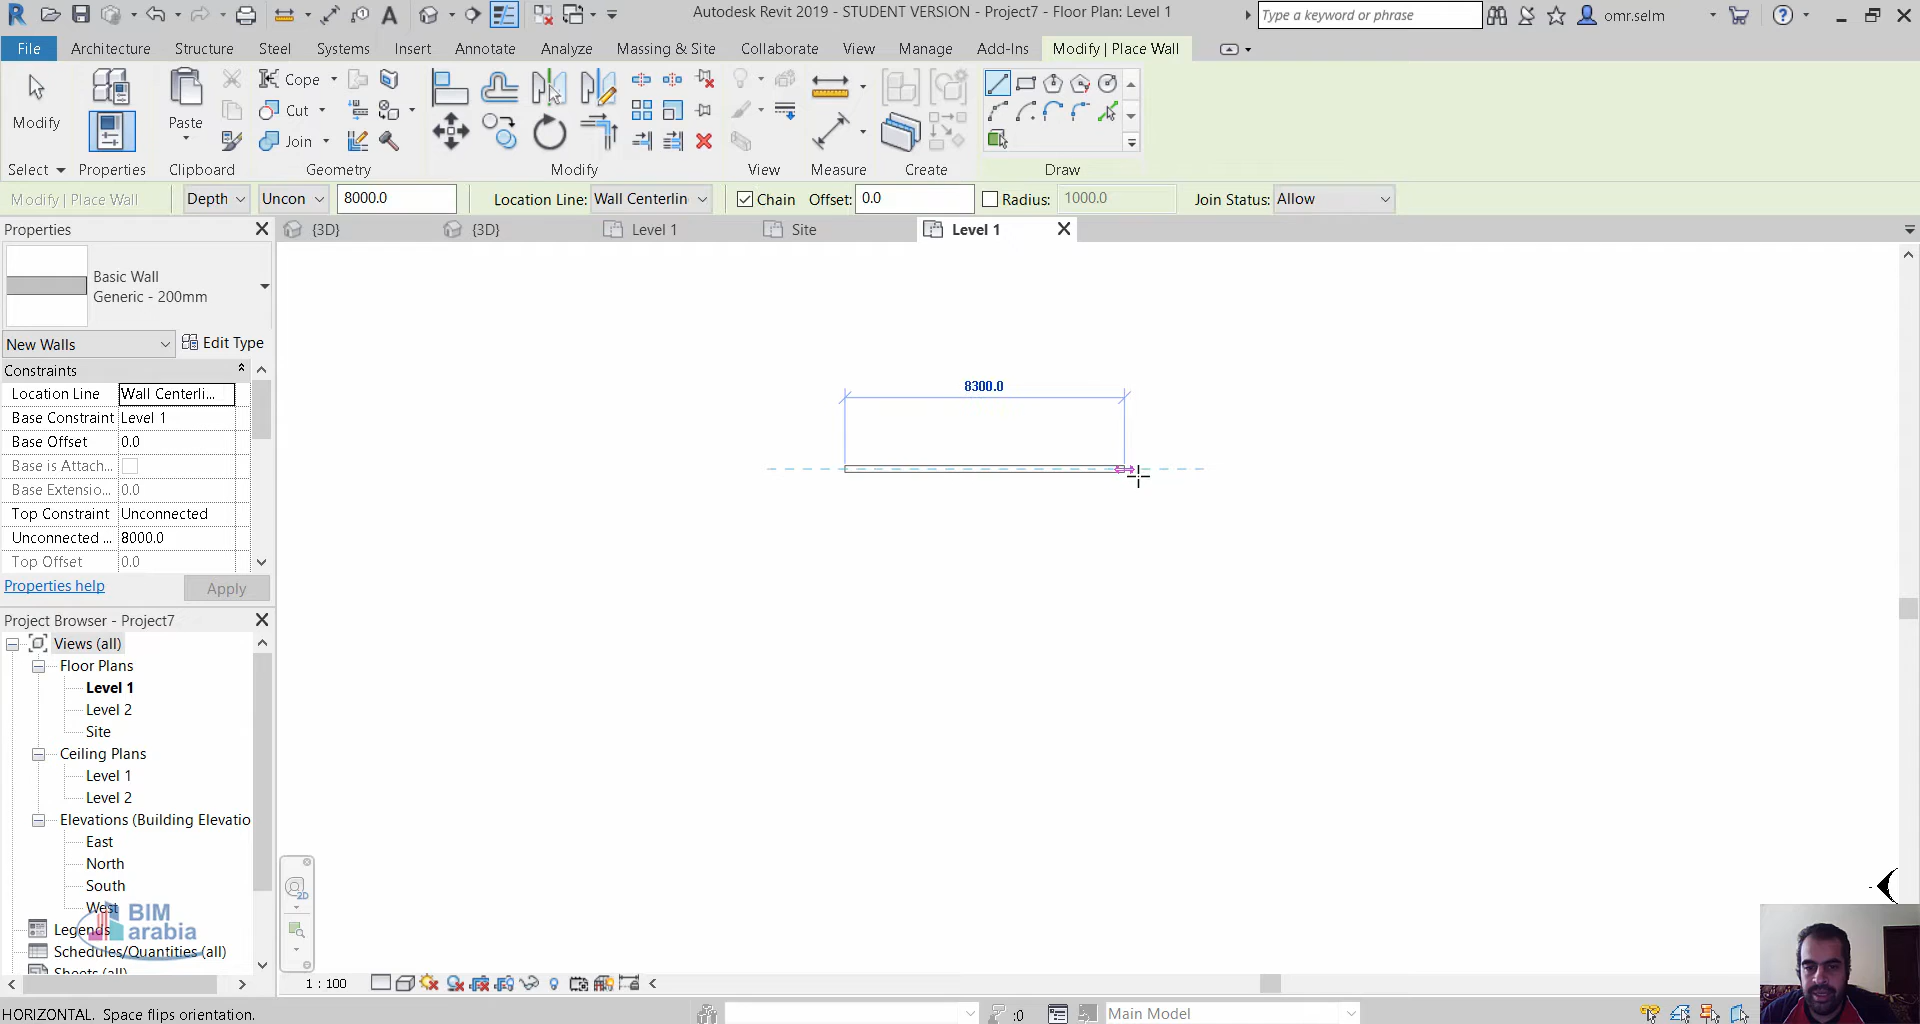 Autodesk Revit 2019 - STUDENT VERSION - Project7 - Floor Plan: Level 1
Type a keyword or phrase
omr.selm
File Architecture Structure Steel Systems Insert Annotate Analyze Massing & Site Collaborate View Manage Add-Ins Modify | Place Wall
Modify
Paste
Cope
Cut
Join
Select Properties Clipboard Geometry Modify View Measure Create Draw
Modify | Place Wall Depth Uncon 8000.0 Location Line: Wall Centerlin Chain Offset: 0.0 Radius: 1000.0 Join Status: Allow
Properties
{3D} {3D} Level 1 Site Level 1
Basic Wall
Generic - 200mm
New Walls Edit Type
Constraints
Location Line Wall Centerli...
Base Constraint Level 1
Base Offset 0.0
Base is Attach...
Base Extensio... 0.0
Top Constraint Unconnected
Unconnected ... 8000.0
Top Offset 0.0
Properties help Apply
8300.0
Project Browser - Project7
Views (all)
Floor Plans
Level 1
Level 2
Site
Ceiling Plans
Level 1
Level 2
Elevations (Building Elevatio
East
North
South
West
Legends
Schedules/Quantities (all)
Sheets (all)
BIM
arabia
2D
1 : 100
HORIZONTAL. Space flips orientation.
:0
Main Model